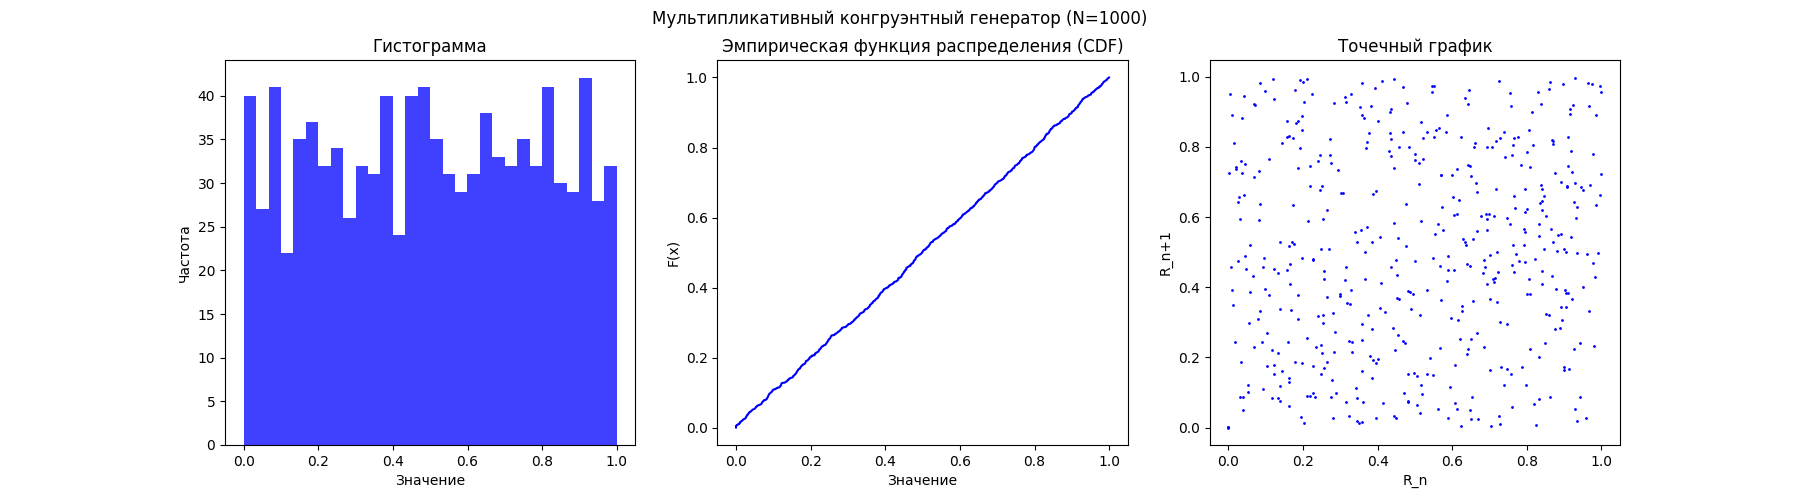 Мультипликативный конгруэнтный генератор (N=1000)
Гистограмма
Частота
40
35
30
25
20
15
10
5
0
0.0 0.2 0.4 0.6 0.8 1.0
Значение
Эмпирическая функция распределения (CDF)
F(x)
1.0
0.8
0.6
0.4
0.2
0.0
0.0 0.2 0.4 0.6 0.8 1.0
Значение
Точечный график
R_n+1
1.0
0.8
0.6
0.4
0.2
0.0
0.0 0.2 0.4 0.6 0.8 1.0
R_n